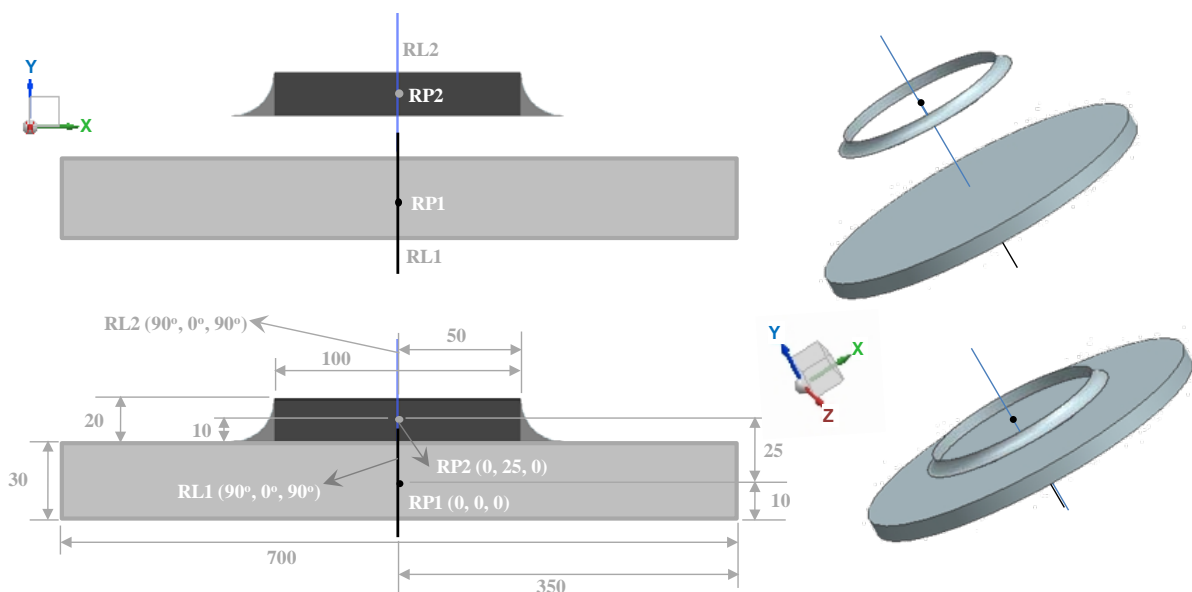 RL2
Y
RP2
X
RP1
RL1
RL2 (90°, 0°, 90°)
50
100
Y
X
Z
20
10
25
RP2 (0, 25, 0)
30
RL1 (90°, 0°, 90°)
RP1 (0, 0, 0)
10
700
350